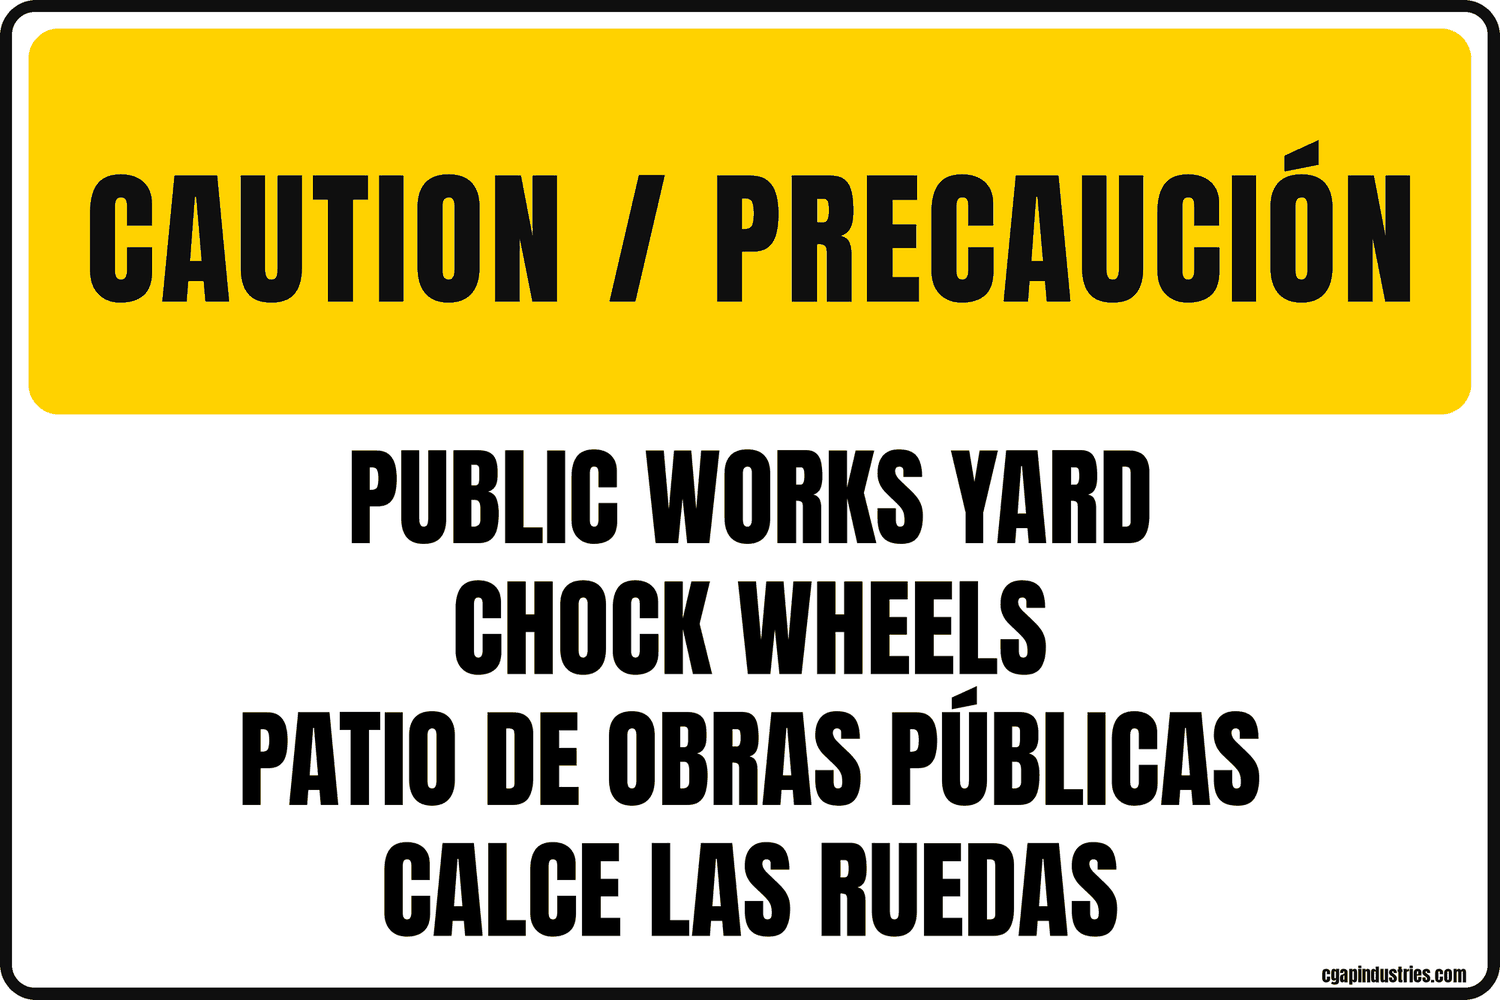 CAUTION / PRECAUCIÓN
PUBLIC WORKS YARD
CHOCK WHEELS
PATIO DE OBRAS PÚBLICAS
CALCE LAS RUEDAS
cgapindustries.com